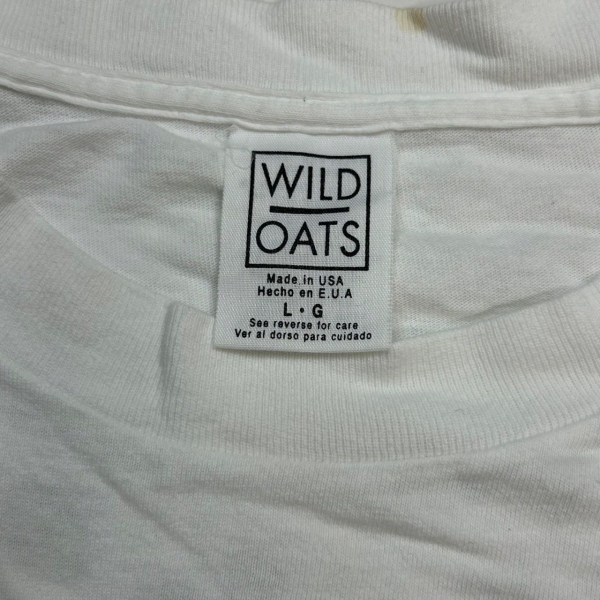 WILD
OATS
Made in USA
Hecho en E.U.A
L • G
See reverse for care
Ver al dorso para cuidado